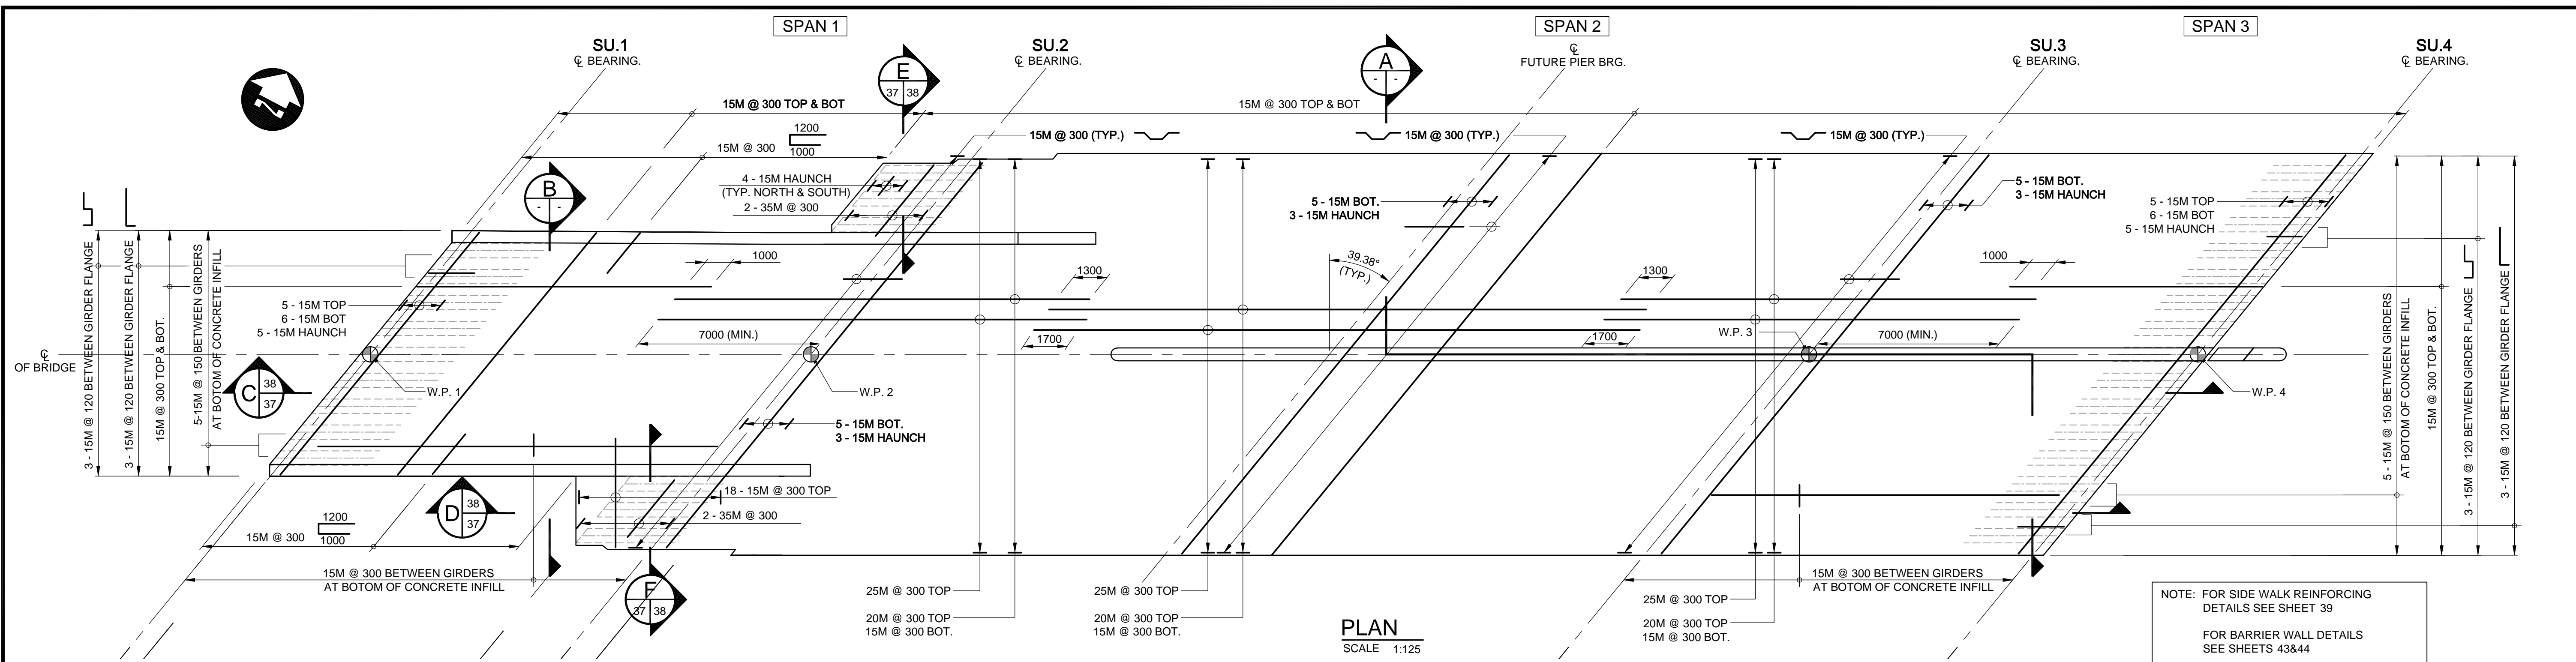 SPAN 1
SPAN 2
SPAN 3
SU.1
℄ BEARING.
SU.2
℄ BEARING.
℄
FUTURE PIER BRG.
SU.3
℄ BEARING.
SU.4
℄ BEARING.
E
37 38
A
- -
15M @ 300 TOP & BOT
15M @ 300 TOP & BOT
1200
15M @ 300
1000
15M @ 300 (TYP.)
15M @ 300 (TYP.)
15M @ 300 (TYP.)
B
- -
4 - 15M HAUNCH
(TYP. NORTH & SOUTH)
2 - 35M @ 300
5 - 15M BOT.
3 - 15M HAUNCH
5 - 15M BOT.
3 - 15M HAUNCH
5 - 15M TOP
6 - 15M BOT
5 - 15M HAUNCH
3 - 15M @ 120 BETWEEN GIRDER FLANGE
3 - 15M @ 120 BETWEEN GIRDER FLANGE
15M @ 300 TOP & BOT.
5-15M @ 150 BETWEEN GIRDERS
AT BOTTOM OF CONCRETE INFILL
1000
1300
39.38°
(TYP.)
1300
1000
5 - 15M TOP
6 - 15M BOT
5 - 15M HAUNCH
7000 (MIN.)
1700
1700
W.P. 3
7000 (MIN.)
℄
OF BRIDGE
W.P. 1
W.P. 2
W.P. 4
C
38
37
5 - 15M BOT.
3 - 15M HAUNCH
5 - 15M @ 150 BETWEEN GIRDERS
AT BOTTOM OF CONCRETE INFILL
15M @ 300 TOP & BOT.
3 - 15M @ 120 BETWEEN GIRDER FLANGE
3 - 15M @ 120 BETWEEN GIRDER FLANGE
18 - 15M @ 300 TOP
2 - 35M @ 300
D
38
37
1200
15M @ 300
1000
15M @ 300 BETWEEN GIRDERS
AT BOTOM OF CONCRETE INFILL
F
37 38
25M @ 300 TOP
20M @ 300 TOP
15M @ 300 BOT.
25M @ 300 TOP
20M @ 300 TOP
15M @ 300 BOT.
15M @ 300 BETWEEN GIRDERS
AT BOTOM OF CONCRETE INFILL
25M @ 300 TOP
20M @ 300 TOP
15M @ 300 BOT.
PLAN
SCALE 1:125
NOTE: FOR SIDE WALK REINFORCING
DETAILS SEE SHEET 39
FOR BARRIER WALL DETAILS
SEE SHEETS 43&44